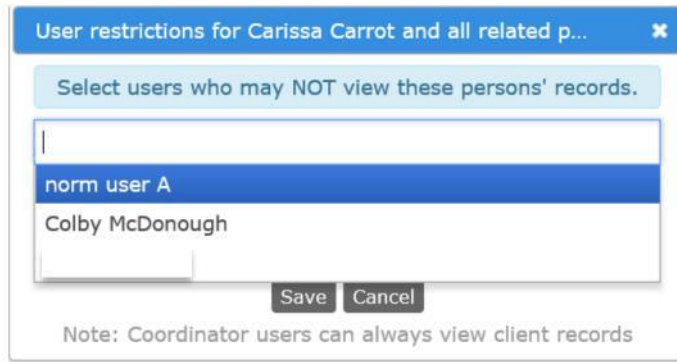 User restrictions for Carissa Carrot and all related p...
Select users who may NOT view these persons' records.
norm user A
Colby McDonough
Save Cancel
Note: Coordinator users can always view client records